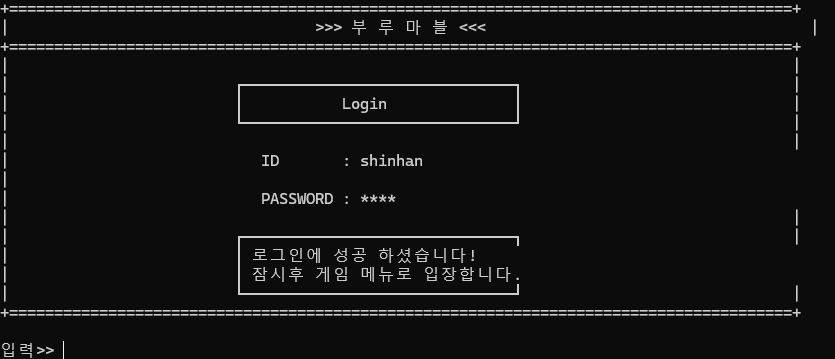 >>> 부 루 마 블 <<<
Login
ID : shinhan
PASSWORD : ****
로그인에 성공 하셨습니다!
잠시후 게임 메뉴로 입장합니다.
입력>>